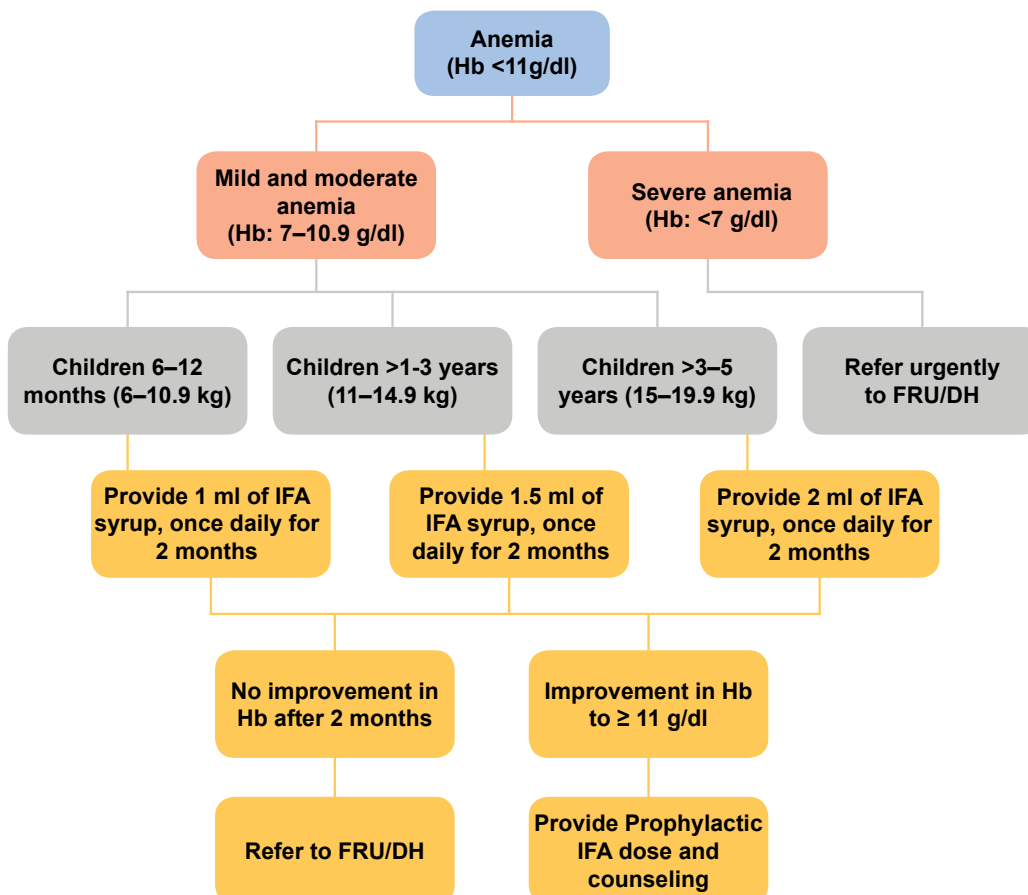 Anemia
(Hb <11g/dl)
Mild and moderate
anemia
(Hb: 7–10.9 g/dl)
Severe anemia
(Hb: <7 g/dl)
Children 6–12
months (6–10.9 kg)
Children >1-3 years
(11–14.9 kg)
Children >3–5
years (15–19.9 kg)
Refer urgently
to FRU/DH
Provide 1 ml of IFA
syrup, once daily for
2 months
Provide 1.5 ml of
IFA syrup, once
daily for 2 months
Provide 2 ml of IFA
syrup, once daily for
2 months
No improvement in
Hb after 2 months
Improvement in Hb
to ≥ 11 g/dl
Refer to FRU/DH
Provide Prophylactic
IFA dose and
counseling